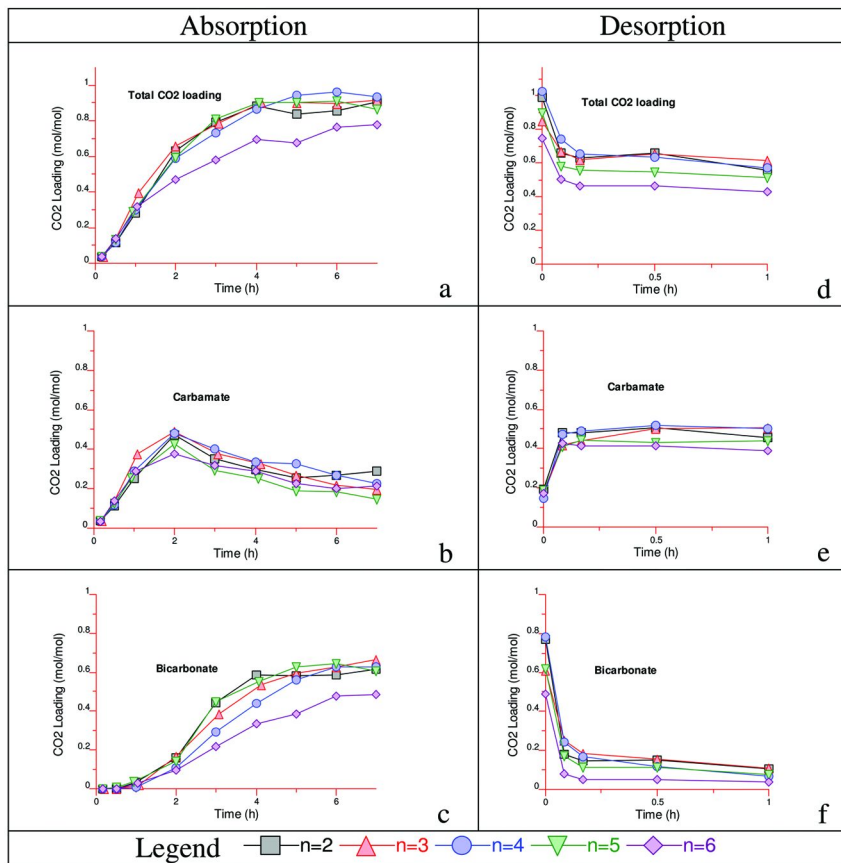 Absorption
Desorption
Total CO2 loading
CO2 Loading (mol/mol)
1
0.8
0.6
0.4
0.2
0
0 2 4 6
Time (h)
a
Total CO2 loading
CO2 Loading (mol/mol)
1
0.8
0.6
0.4
0.2
0
0 0.5 1
Time (h)
d
Carbamate
CO2 Loading (mol/mol)
1
0.8
0.6
0.4
0.2
0
0 2 4 6
Time (h)
b
Carbamate
CO2 Loading (mol/mol)
1
0.8
0.6
0.4
0.2
0
0 0.5 1
Time (h)
e
Bicarbonate
CO2 Loading (mol/mol)
1
0.8
0.6
0.4
0.2
0
0 2 4 6
Time (h)
c
Bicarbonate
CO2 Loading (mol/mol)
1
0.8
0.6
0.4
0.2
0
0 0.5 1
Time (h)
f
Legend n=2 n=3 n=4 n=5 n=6